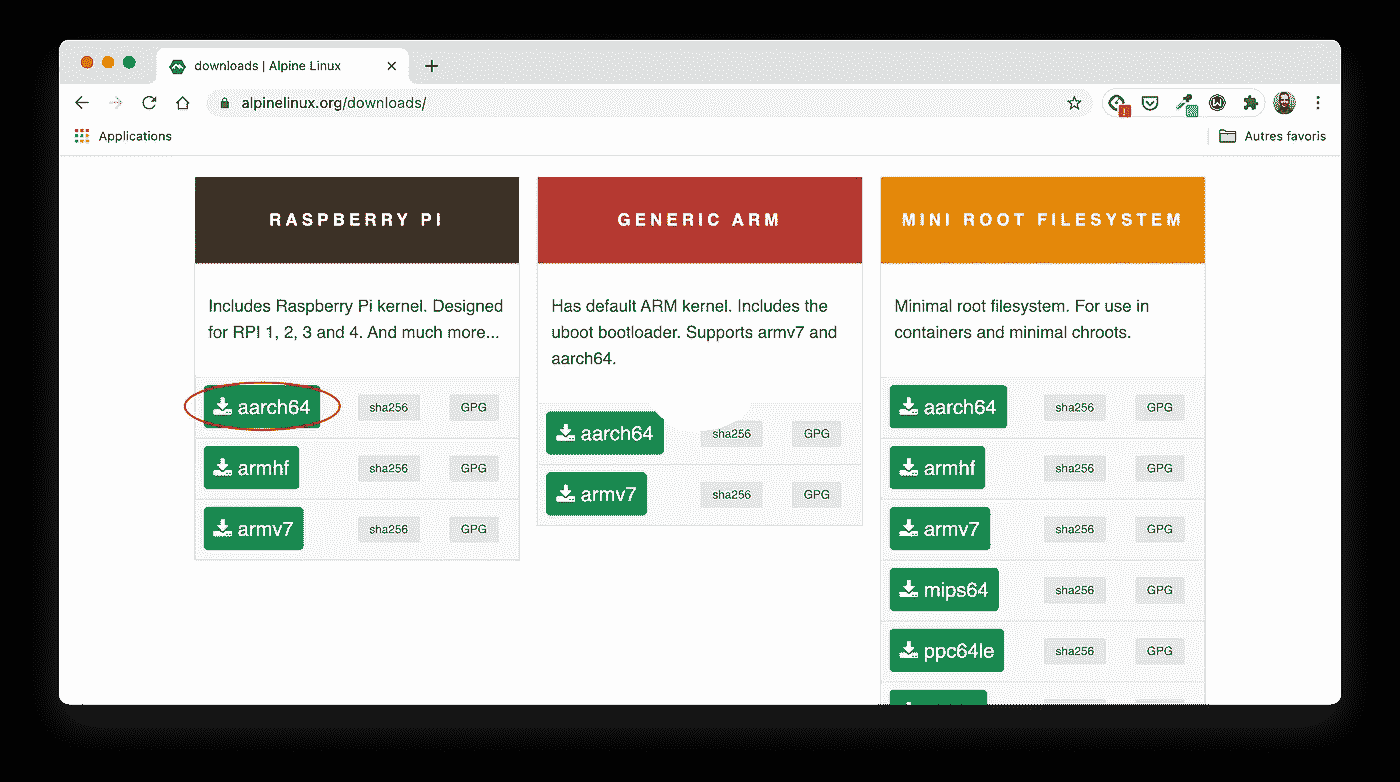 downloads | Alpine Linux
alpinelinux.org/downloads/
Applications
Autres favoris
RASPBERRY PI
Includes Raspberry Pi kernel. Designed
for RPI 1, 2, 3 and 4. And much more...
aarch64 sha256 GPG
armhf sha256 GPG
armv7 sha256 GPG
GENERIC ARM
Has default ARM kernel. Includes the
uboot bootloader. Supports armv7 and
aarch64.
aarch64 sha256 GPG
armv7 sha256 GPG
MINI ROOT FILESYSTEM
Minimal root filesystem. For use in
containers and minimal chroots.
aarch64 sha256 GPG
armhf sha256 GPG
armv7 sha256 GPG
mips64 sha256 GPG
ppc64le sha256 GPG